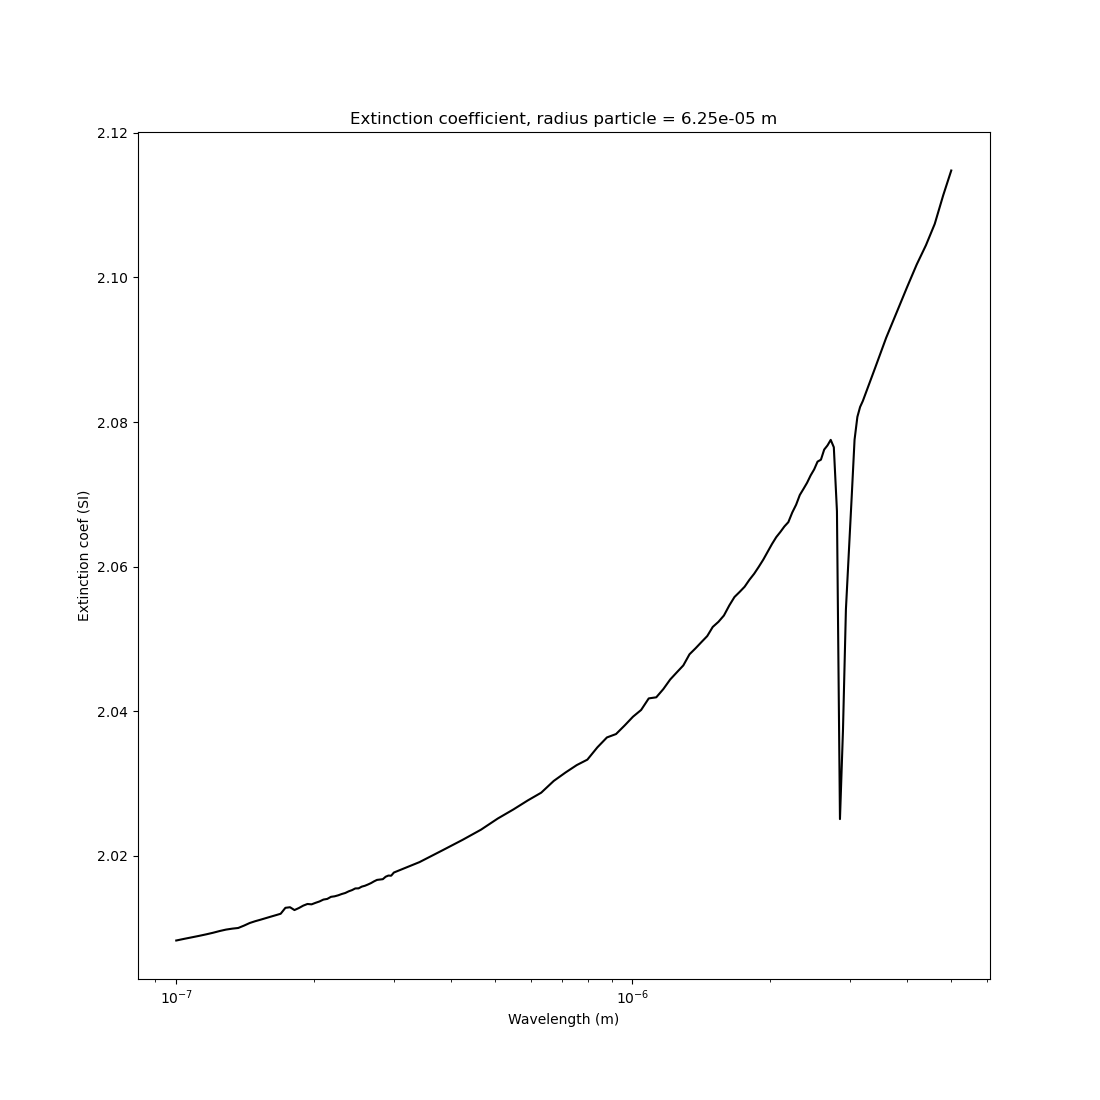 Extinction coefficient, radius particle = 6.25e-05 m
2.12
2.10
2.08
2.06
2.04
2.02
Extinction coef (SI)
10⁻⁷ 10⁻⁶
Wavelength (m)